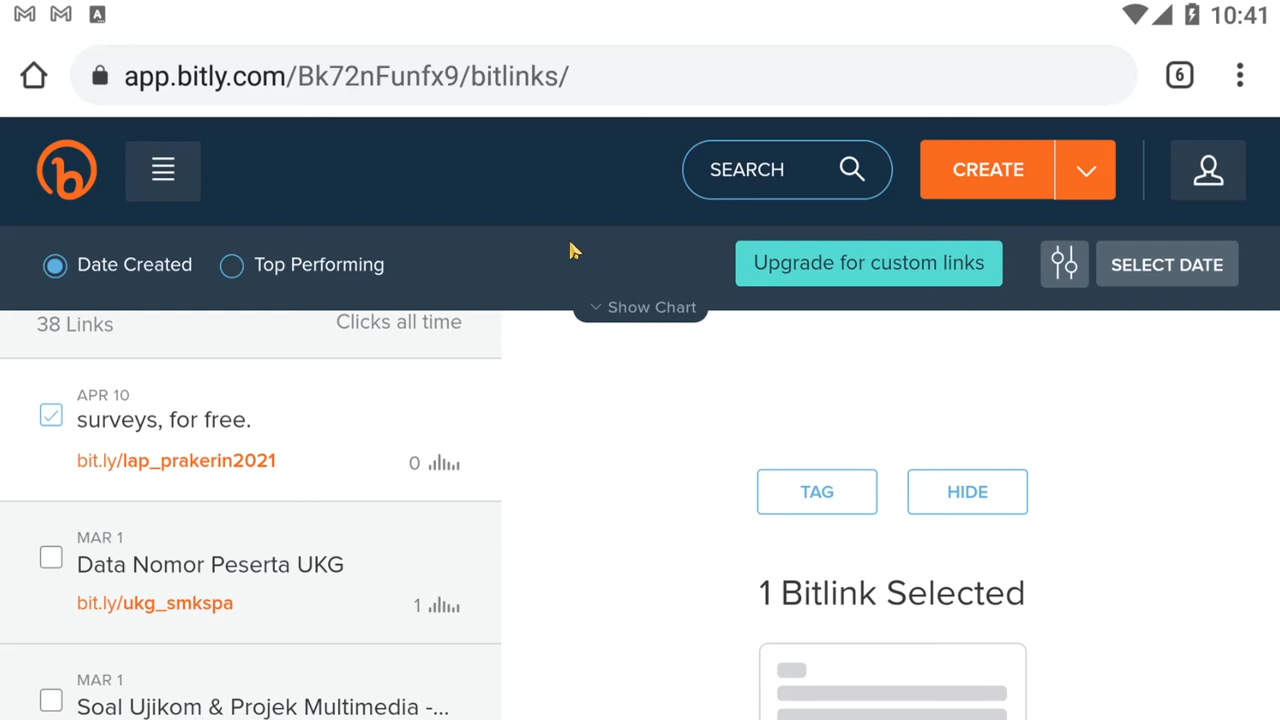 10:41
app.bitly.com/Bk72nFunfx9/bitlinks/
6
SEARCH
CREATE
Date Created
Top Performing
Upgrade for custom links
SELECT DATE
Show Chart
38 Links
Clicks all time
APR 10
surveys, for free.
bit.ly/lap_prakerin2021
0
TAG
HIDE
MAR 1
Data Nomor Peserta UKG
bit.ly/ukg_smkspa
1
1 Bitlink Selected
MAR 1
Soal Ujikom & Projek Multimedia -...